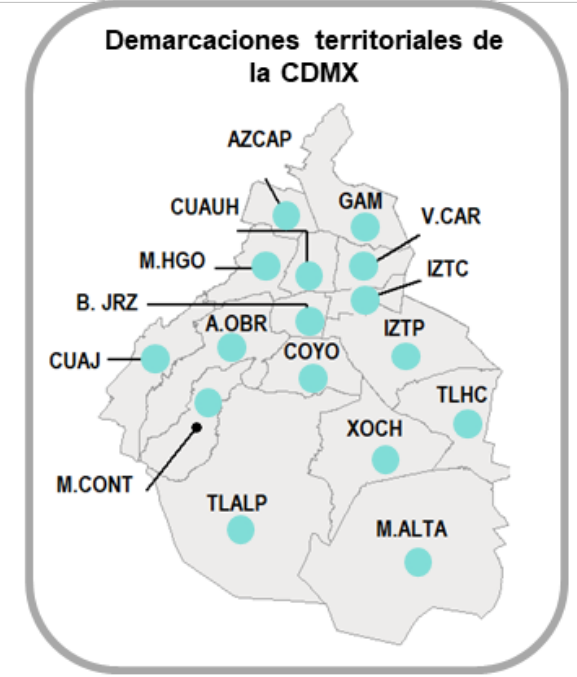 Demarcaciones territoriales de
la CDMX
AZCAP
GAM
CUAUH
V.CAR
M.HGO
IZTC
B. JRZ
A.OBR
IZTP
COYO
CUAJ
TLHC
XOCH
M.CONT
TLALP
M.ALTA